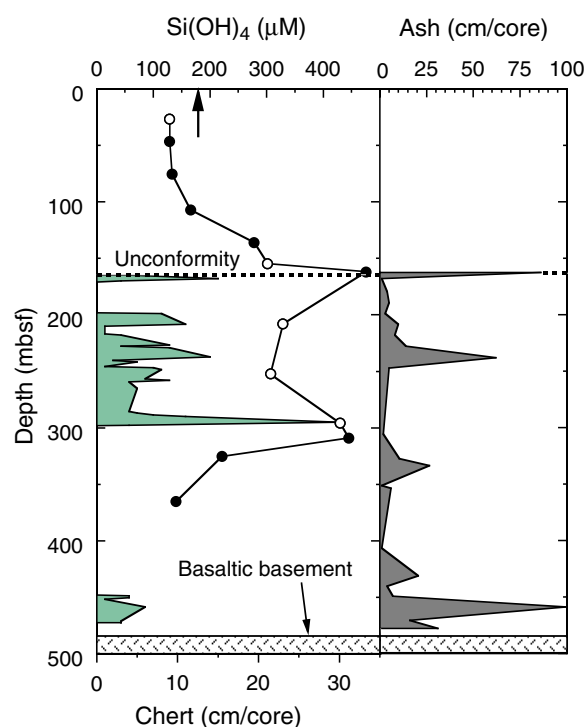 Si(OH)4 (µM) Ash (cm/core)
0 100 200 300 400 0 25 50 75 100
0
100
Unconformity
200
300
400
Basaltic basement
500
Depth (mbsf)
0 10 20 30
Chert (cm/core)